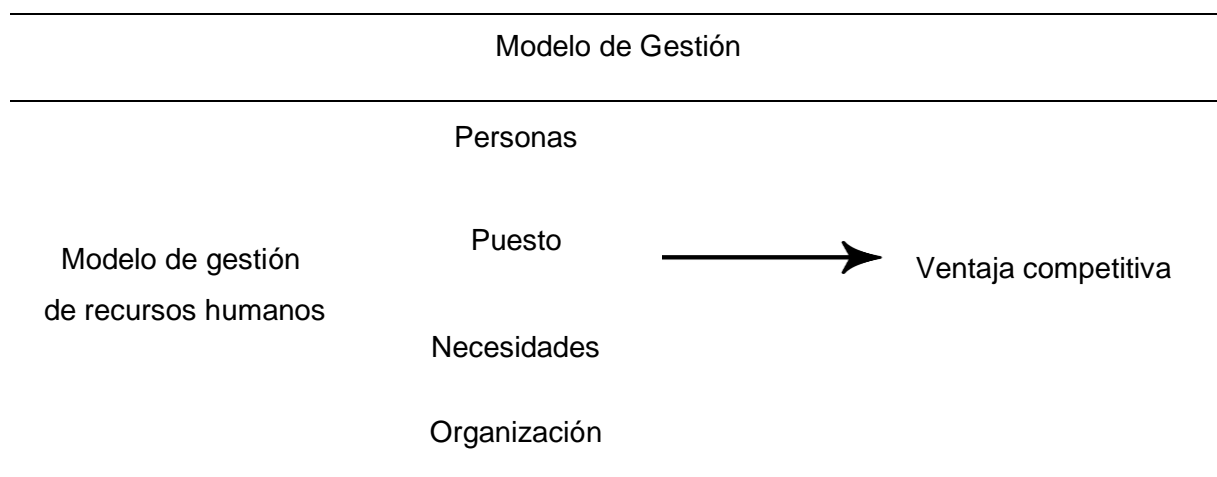 Modelo de Gestión
Personas
Puesto
Modelo de gestión
de recursos humanos
Ventaja competitiva
Necesidades
Organización